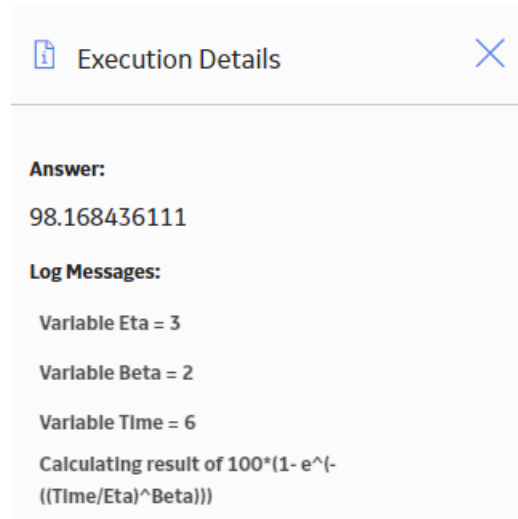 Execution Details
Answer:
98.168436111
Log Messages:
Variable Eta = 3
Variable Beta = 2
Variable Time = 6
Calculating result of 100*(1- e^(-
((Time/Eta)^Beta)))